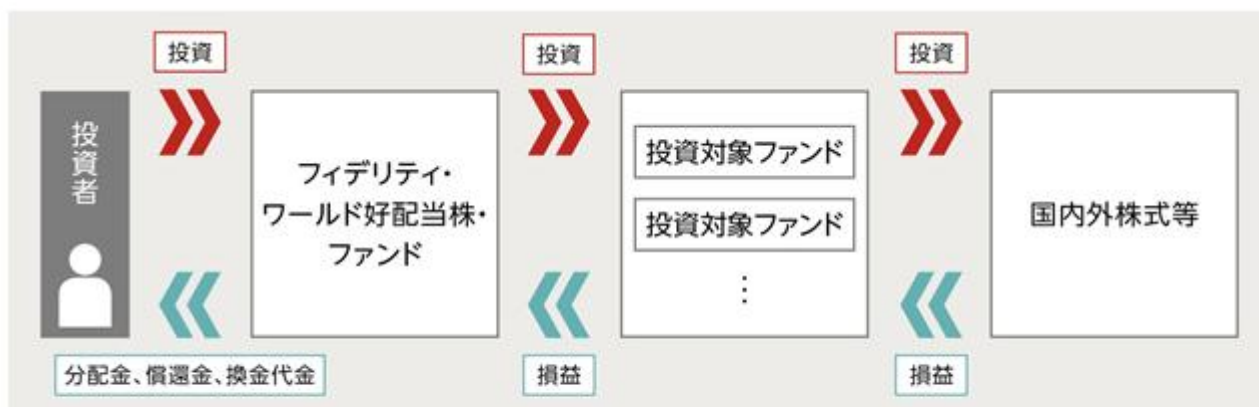 投資
投資
投資
投資者
フィデリティ・
ワールド好配当株・
ファンド
投資対象ファンド
投資対象ファンド
⋮
国内外株式等
分配金、償還金、換金代金
損益
損益